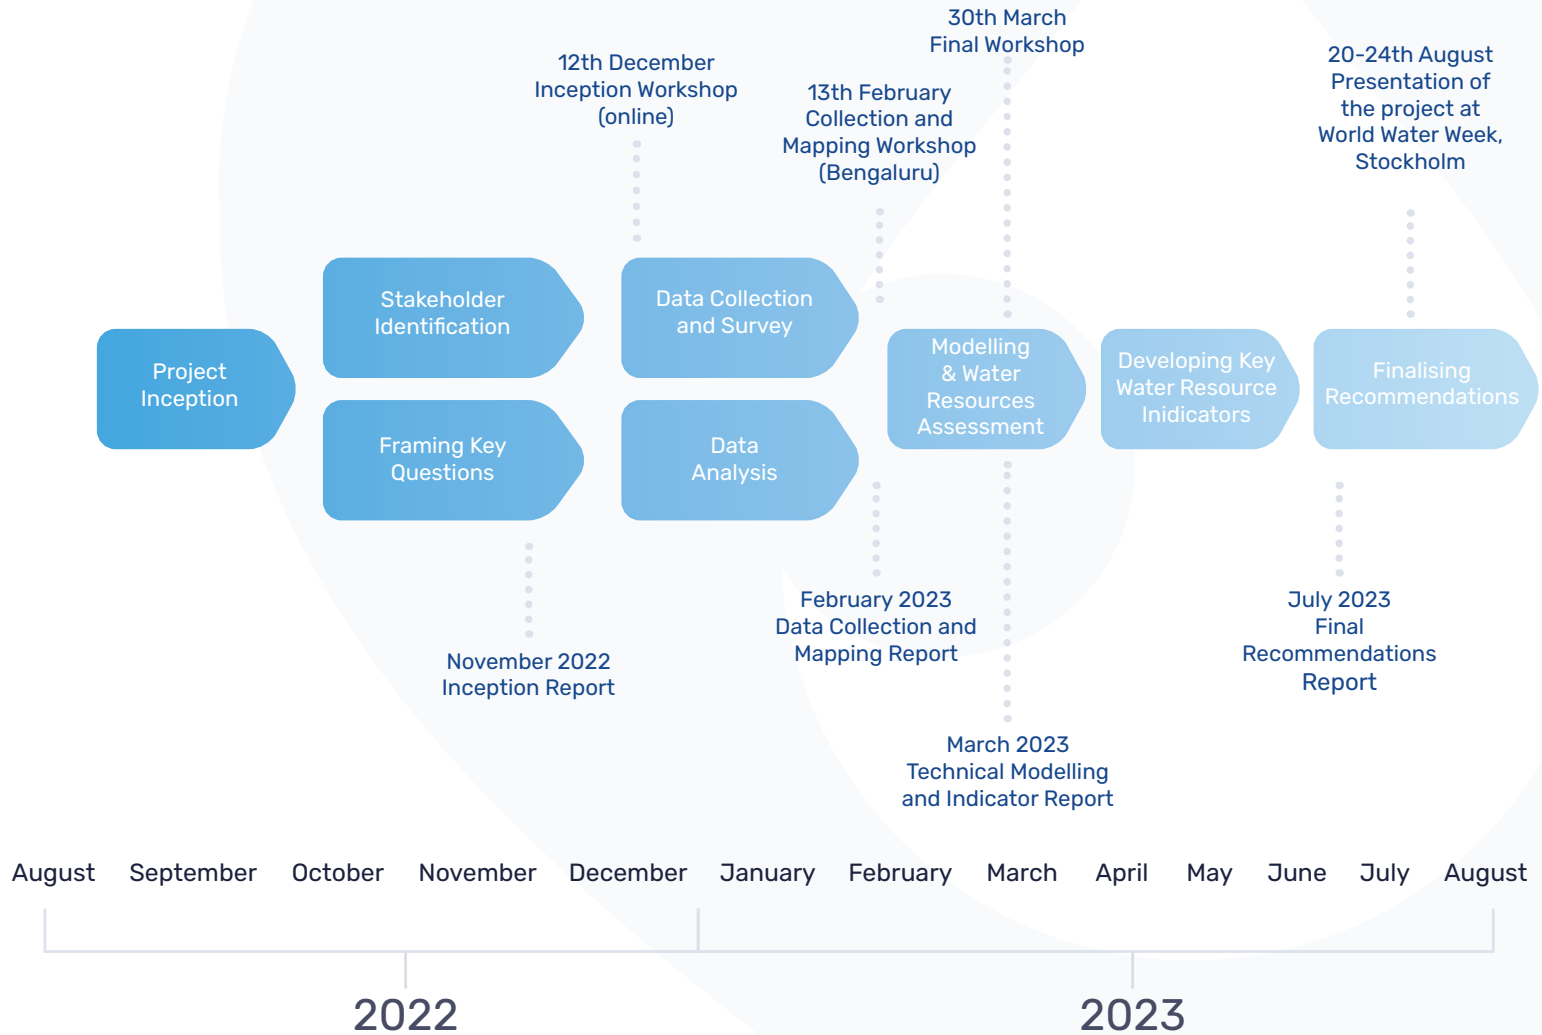 30th March
Final Workshop
12th December
Inception Workshop
(online)
13th February
Collection and
Mapping Workshop
(Bengaluru)
20-24th August
Presentation of
the project at
World Water Week,
Stockholm
Project
Inception
Stakeholder
Identification
Framing Key
Questions
Data Collection
and Survey
Data
Analysis
Modelling
& Water
Resources
Assessment
Developing Key
Water Resource
Inidicators
Finalising
Recommendations
November 2022
Inception Report
February 2023
Data Collection and
Mapping Report
March 2023
Technical Modelling
and Indicator Report
July 2023
Final
Recommendations
Report
August September October November December January February March April May June July August
2022 2023